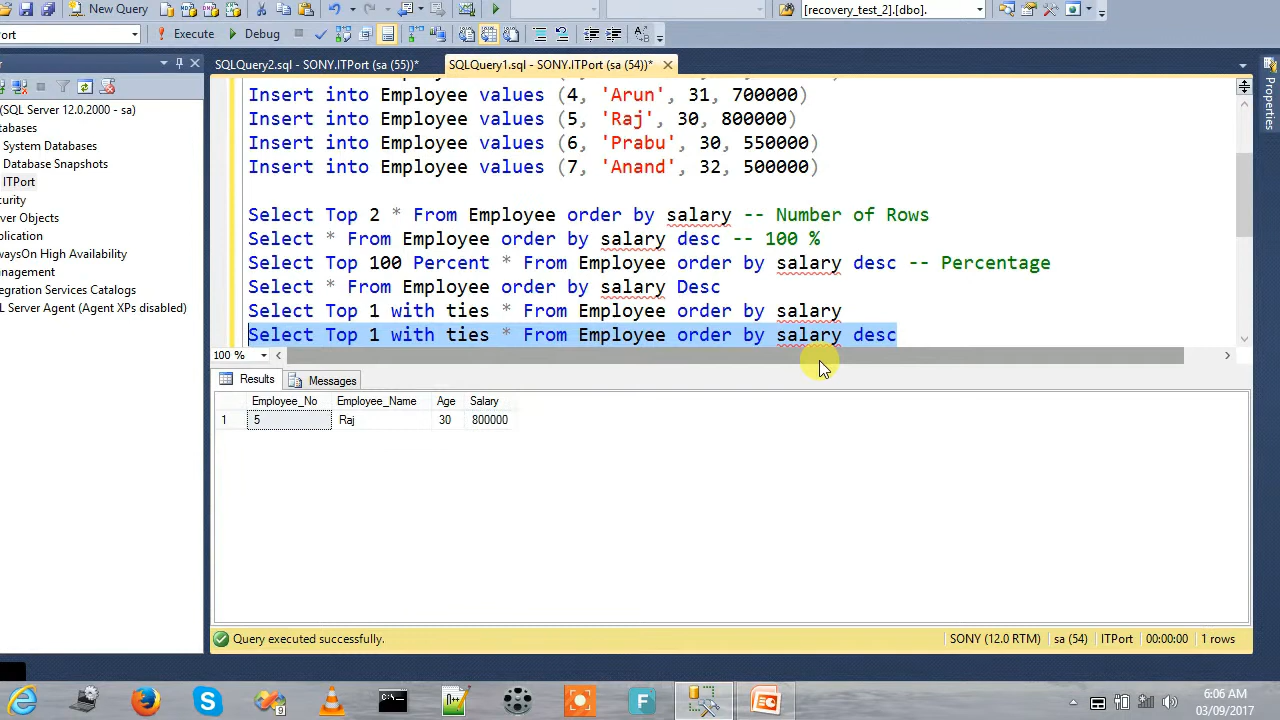 New Query
[recovery_test_2].[dbo].
Port
Execute
Debug
SQLQuery2.sql - SONY.ITPort (sa (55))*
SQLQuery1.sql - SONY.ITPort (sa (54))*
Properties
(SQL Server 12.0.2000 - sa)
tabases
System Databases
Database Snapshots
ITPort
curity
rver Objects
plication
waysOn High Availability
nagement
egration Services Catalogs
L Server Agent (Agent XPs disabled)
Insert into Employee values (4, 'Arun', 31, 700000)
Insert into Employee values (5, 'Raj', 30, 800000)
Insert into Employee values (6, 'Prabu', 30, 550000)
Insert into Employee values (7, 'Anand', 32, 500000)
Select Top 2 * From Employee order by salary -- Number of Rows
Select * From Employee order by salary desc -- 100 %
Select Top 100 Percent * From Employee order by salary desc -- Percentage
Select * From Employee order by salary Desc
Select Top 1 with ties * From Employee order by salary
Select Top 1 with ties * From Employee order by salary desc
100 %
Results
Messages
Employee_No Employee_Name Age Salary
1 5 Raj 30 800000
Query executed successfully.
SONY (12.0 RTM)
sa (54)
ITPort
00:00:00
1 rows
6:06 AM
03/09/2017